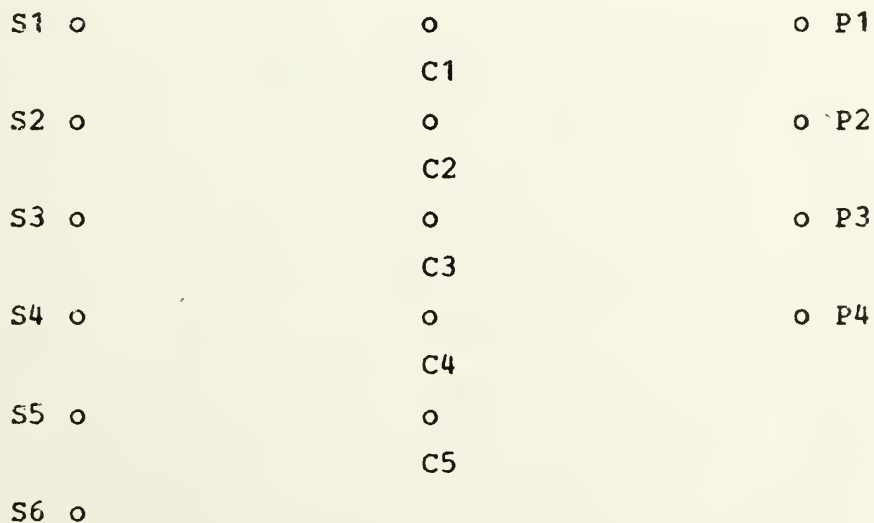 S1 o o o P1
C1
S2 o o o P2
C2
S3 o o o P3
C3
S4 o o o P4
C4
S5 o o
C5
S6 o